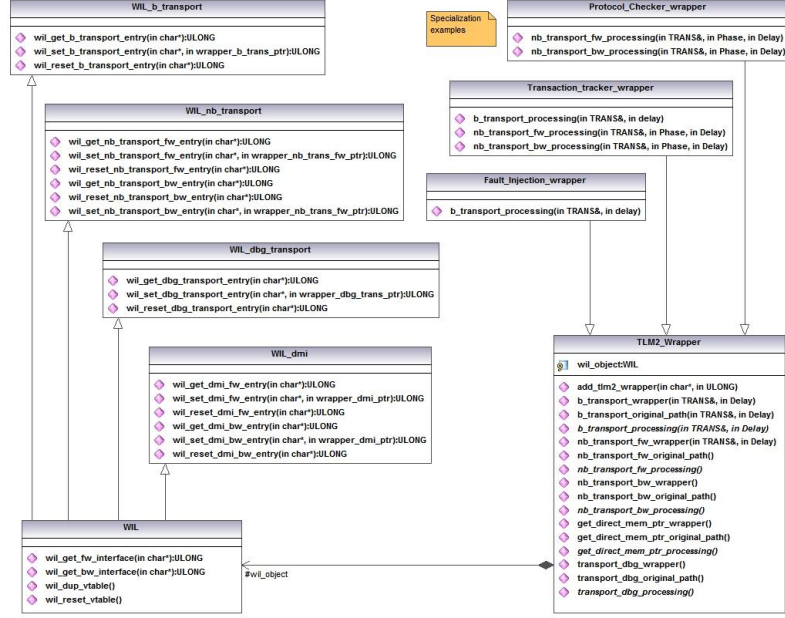 WIL_b_transport
wil_get_b_transport_entry(in char*):ULONG
wil_set_b_transport_entry(in char*, in wrapper_b_trans_ptr):ULONG
wil_reset_b_transport_entry(in char*):ULONG
WIL_nb_transport
wil_get_nb_transport_fw_entry(in char*):ULONG
wil_set_nb_transport_fw_entry(in char*, in wrapper_nb_trans_fw_ptr):ULONG
wil_reset_nb_transport_fw_entry(in char*):ULONG
wil_get_nb_transport_bw_entry(in char*):ULONG
wil_reset_nb_transport_bw_entry(in char*):ULONG
wil_set_nb_transport_bw_entry(in char*, in wrapper_nb_trans_fw_ptr):ULONG
WIL_dbg_transport
wil_get_dbg_transport_entry(in char*):ULONG
wil_set_dbg_transport_entry(in char*, in wrapper_dbg_trans_ptr):ULONG
wil_reset_dbg_transport_entry(in char*):ULONG
WIL_dmi
wil_get_dmi_fw_entry(in char*):ULONG
wil_set_dmi_fw_entry(in char*, in wrapper_dmi_ptr):ULONG
wil_reset_dmi_fw_entry(in char*):ULONG
wil_get_dmi_bw_entry(in char*):ULONG
wil_set_dmi_bw_entry(in char*, in wrapper_dmi_ptr):ULONG
wil_reset_dmi_bw_entry(in char*):ULONG
WIL
wil_get_fw_interface(in char*):ULONG
wil_get_bw_interface(in char*):ULONG
wil_dup_vtable()
wil_reset_vtable()
#wil_object
Specialization
examples
Protocol_Checker_wrapper
nb_transport_fw_processing(in TRANS&, in Phase, in Delay)
nb_transport_bw_processing(in TRANS&, in Phase, in Delay)
Transaction_tracker_wrapper
b_transport_processing(in TRANS&, in delay)
nb_transport_fw_processing(in TRANS&, in Phase, in Delay)
nb_transport_bw_processing(in TRANS&, in Phase, in Delay)
Fault_Injection_wrapper
b_transport_processing(in TRANS&, in delay)
TLM2_Wrapper
wil_object:WIL
add_tlm2_wrapper(in char*, in ULONG)
b_transport_wrapper(in TRANS&, in Delay)
b_transport_original_path(in TRANS&, in Delay)
b_transport_processing(in TRANS&, in Delay)
nb_transport_fw_wrapper(in TRANS&, in Delay)
nb_transport_fw_original_path()
nb_transport_fw_processing()
nb_transport_bw_wrapper()
nb_transport_bw_original_path()
nb_transport_bw_processing()
get_direct_mem_ptr_wrapper()
get_direct_mem_ptr_original_path()
get_direct_mem_ptr_processing()
transport_dbg_wrapper()
transport_dbg_original_path()
transport_dbg_processing()